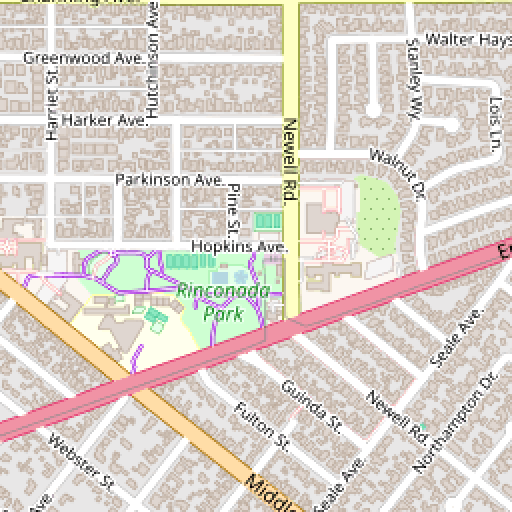 Greenwood Ave.
Hutchinson Ave
Harriet St.
Harker Ave.
Parkinson Ave.
Pine St.
Hopkins Ave.
Newell Rd
Walter Hays
Stanley Wy.
Lois Ln.
Walnut Dr.
Rinconada
Park
Seale Ave.
Guinda St.
Newell Rd.
Northampton Dr.
Fulton St.
Webster St.
Seale Ave.
Middle
Ave.